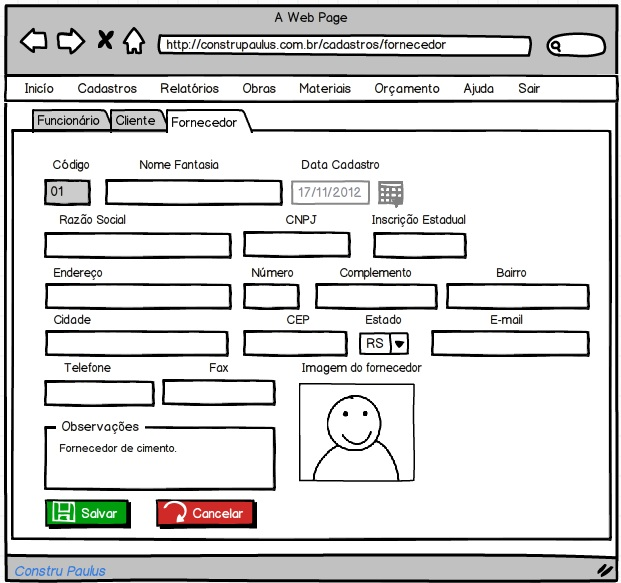 A Web Page
http://construpaulus.com.br/cadastros/fornecedor
Inicío Cadastros Relatórios Obras Materiais Orçamento Ajuda Sair
Funcionário Cliente Fornecedor
Código Nome Fantasia Data Cadastro
01 17/11/2012
Razão Social CNPJ Inscrição Estadual
Endereço Número Complemento Bairro
Cidade CEP Estado E-mail
RS
Telefone Fax Imagem do fornecedor
Observações
Fornecedor de cimento.
Salvar Cancelar
Constru Paulus